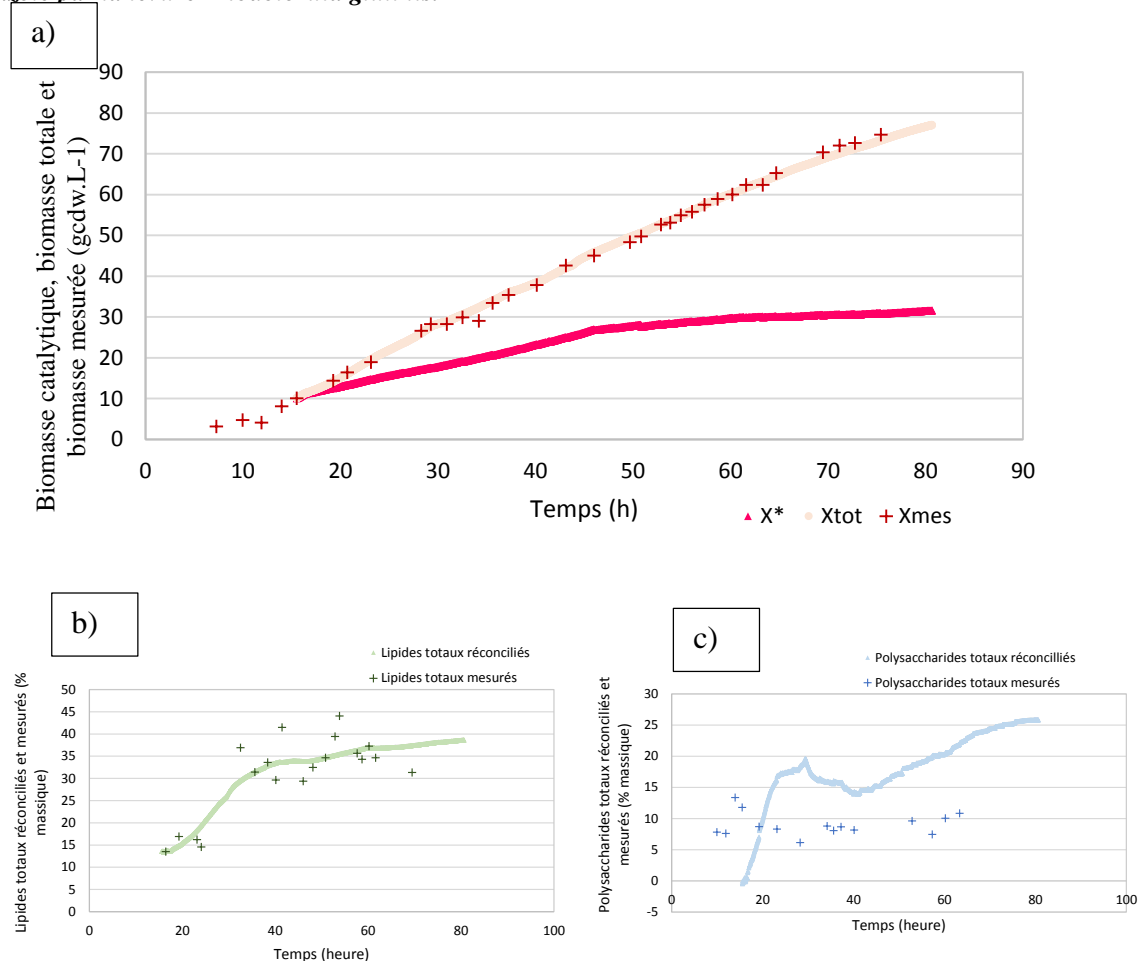 a)
Biomasse catalytique, biomasse totale et
biomasse mesurée (gcdw.L-1)
90
80
70
60
50
40
30
20
10
0
0 10 20 30 40 50 60 70 80 90
Temps (h)
X* Xtot Xmes
b)
Lipides totaux réconciliés
Lipides totaux mesurés
Lipides totaux réconciliés et mesurés (%
massique)
50
45
40
35
30
25
20
15
10
5
0
0 20 40 60 80 100
Temps (heure)
c)
Polysaccharides totaux réconcilliés
Polysaccharides totaux mesurés
Polysaccharides totaux réconciliés et
mesurés (% massique)
30
25
20
15
10
5
0
-5
0 20 40 60 80 100
Temps (heure)